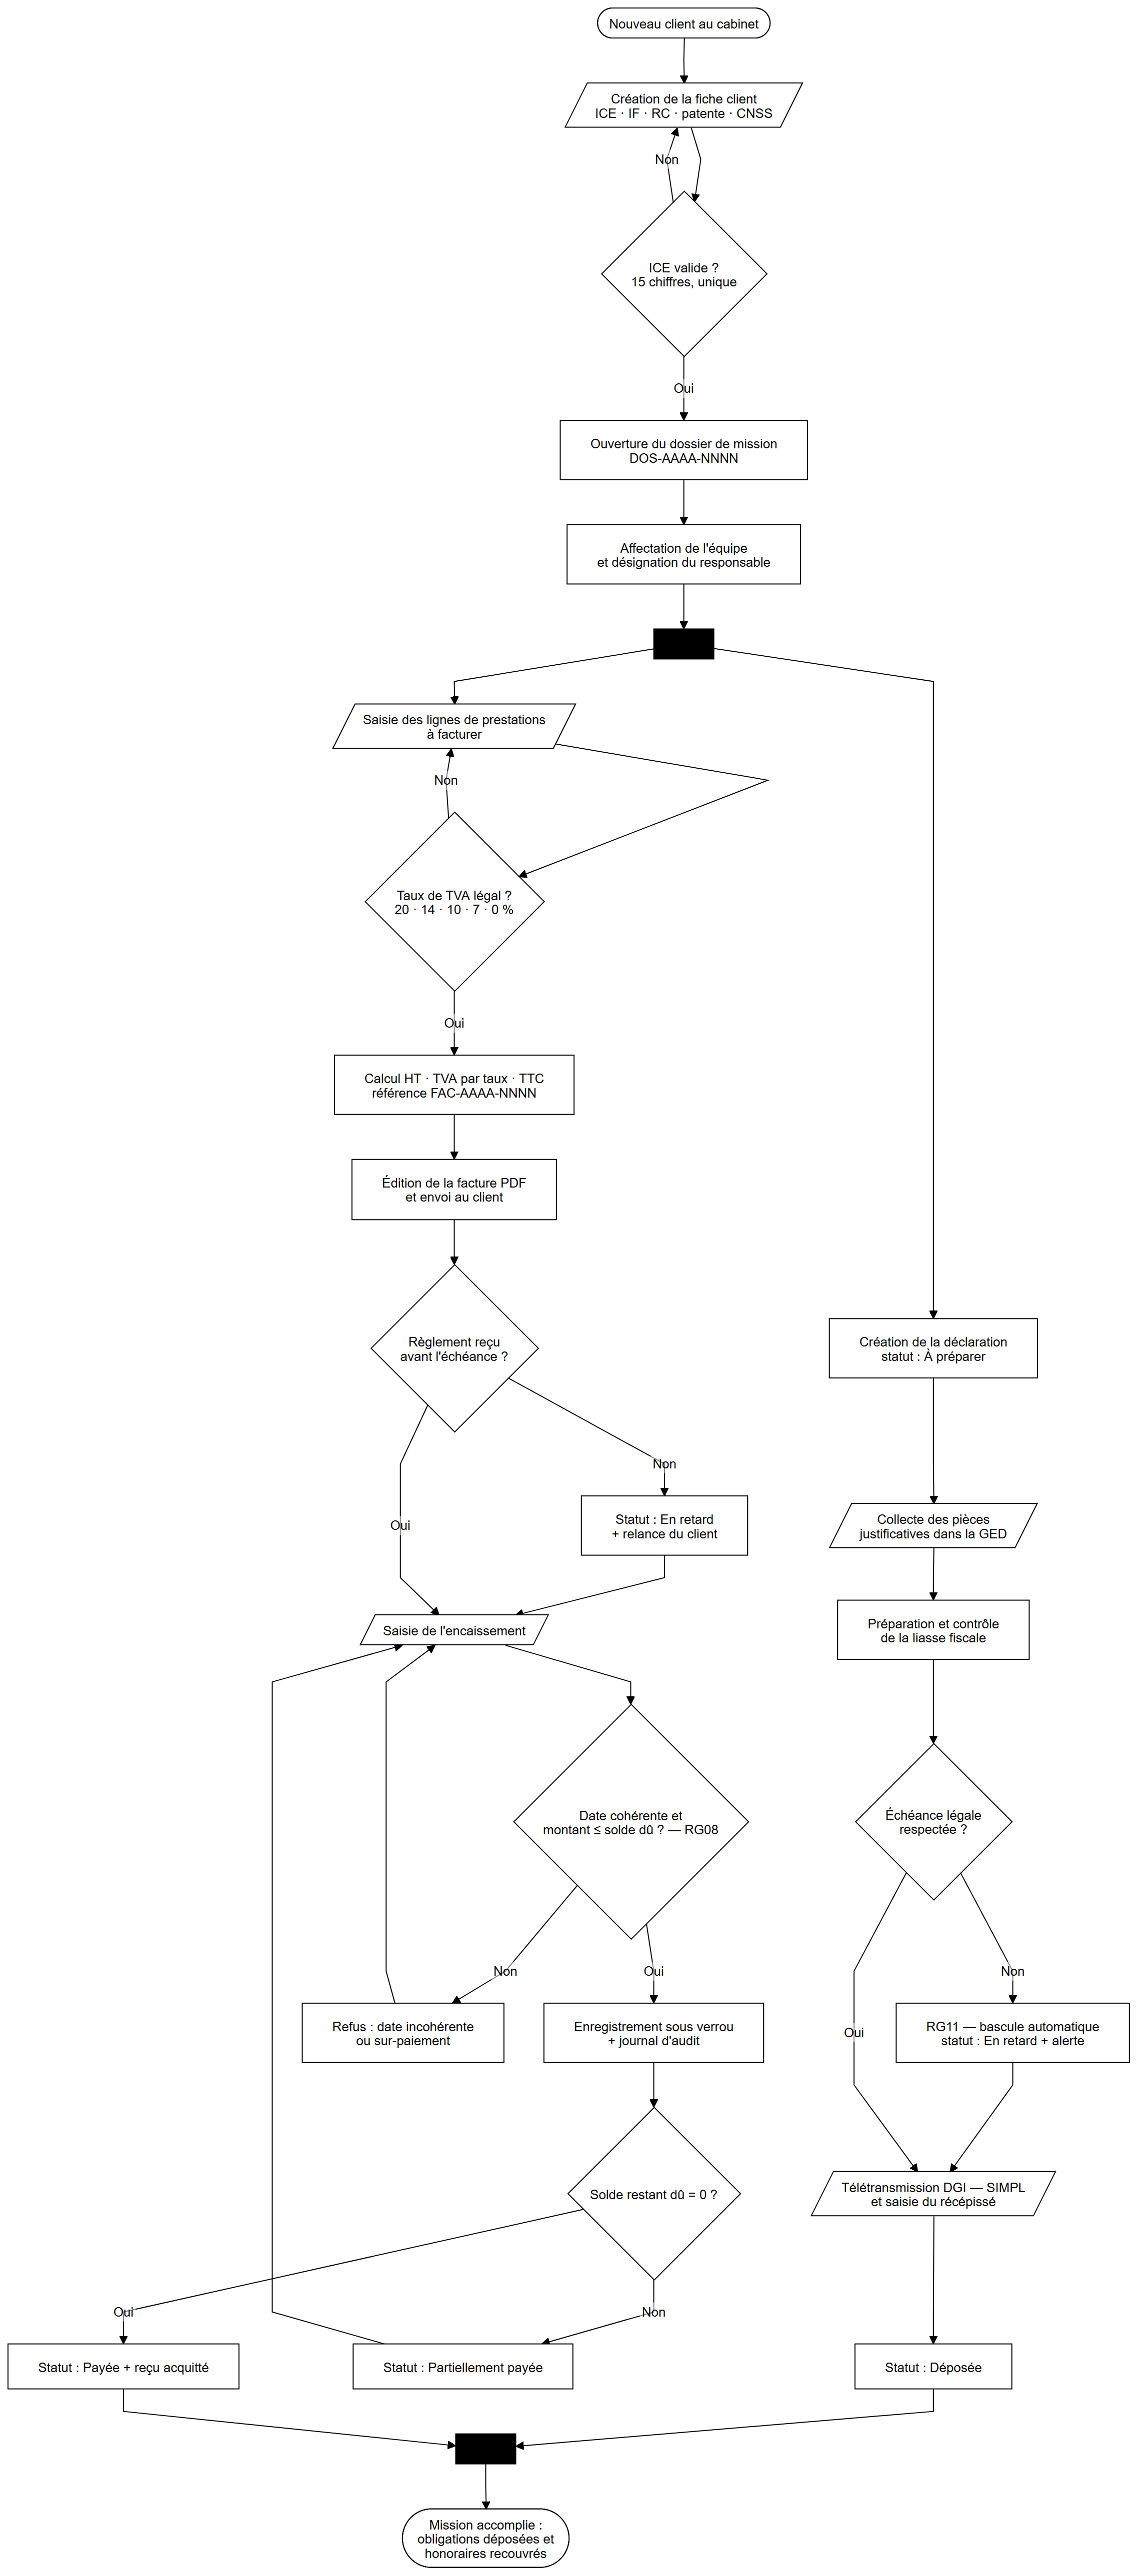 Nouveau client au cabinet
Création de la fiche client
ICE · IF · RC · patente · CNSS
Non
ICE valide ?
15 chiffres, unique
Oui
Ouverture du dossier de mission
DOS-AAAA-NNNN
Affectation de l'équipe
et désignation du responsable
Saisie des lignes de prestations
à facturer
Non
Taux de TVA légal ?
20 · 14 · 10 · 7 · 0 %
Oui
Calcul HT · TVA par taux · TTC
référence FAC-AAAA-NNNN
Édition de la facture PDF
et envoi au client
Règlement reçu
avant l'échéance ?
Création de la déclaration
statut : À préparer
Non
Oui
Statut : En retard
+ relance du client
Collecte des pièces
justificatives dans la GED
Saisie de l'encaissement
Préparation et contrôle
de la liasse fiscale
Date cohérente et
montant ≤ solde dû ? — RG08
Échéance légale
respectée ?
Non
Oui
Non
Refus : date incohérente
ou sur-paiement
Enregistrement sous verrou
+ journal d'audit
Oui
RG11 — bascule automatique
statut : En retard + alerte
Solde restant dû = 0 ?
Télétransmission DGI — SIMPL
et saisie du récépissé
Oui
Non
Statut : Payée + reçu acquitté
Statut : Partiellement payée
Statut : Déposée
Mission accomplie :
obligations déposées et
honoraires recouvrés